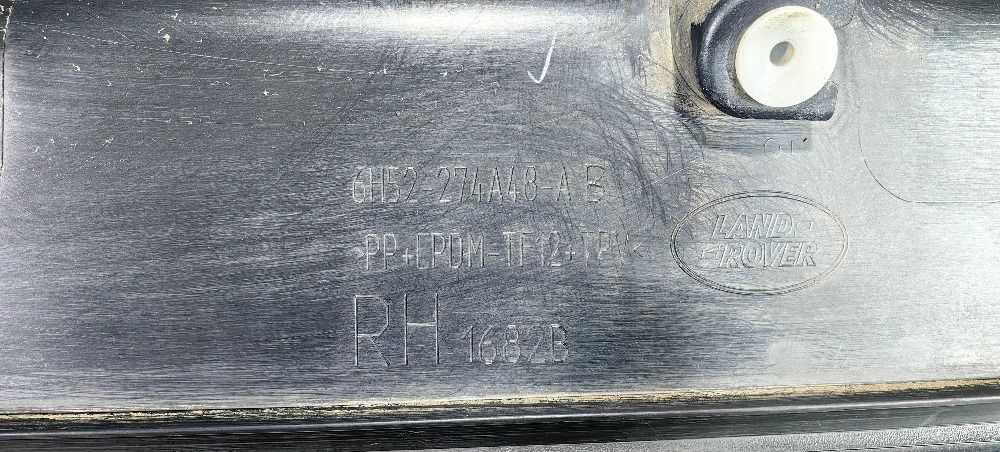 6H52-274A48-A B
>PP+EPDM-TF12+TPV<
LAND-
-ROVER
RH 1682B